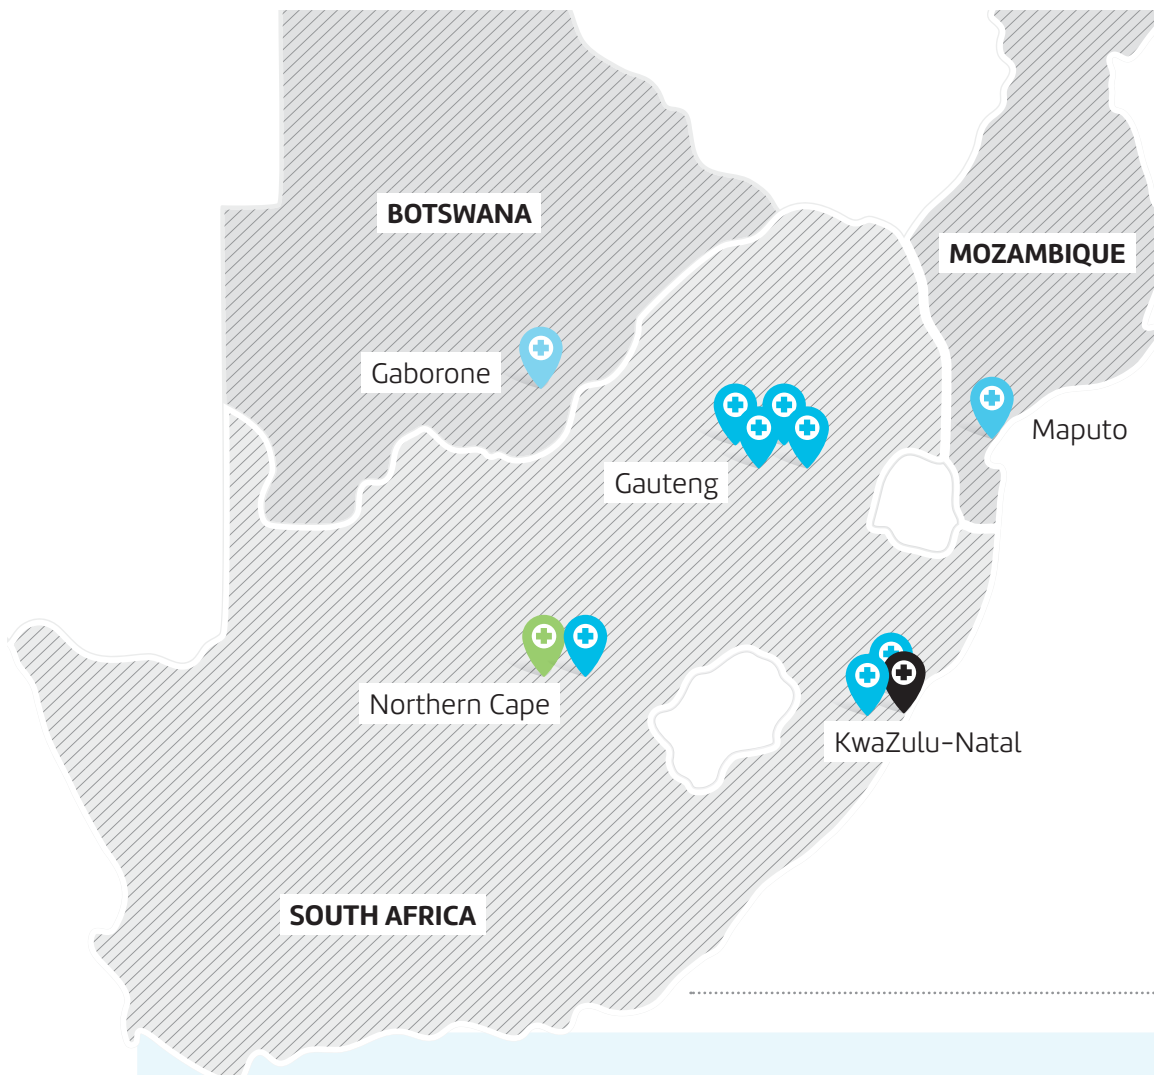 BOTSWANA
MOZAMBIQUE
Gaborone
Maputo
Gauteng
Northern Cape
KwaZulu-Natal
SOUTH AFRICA